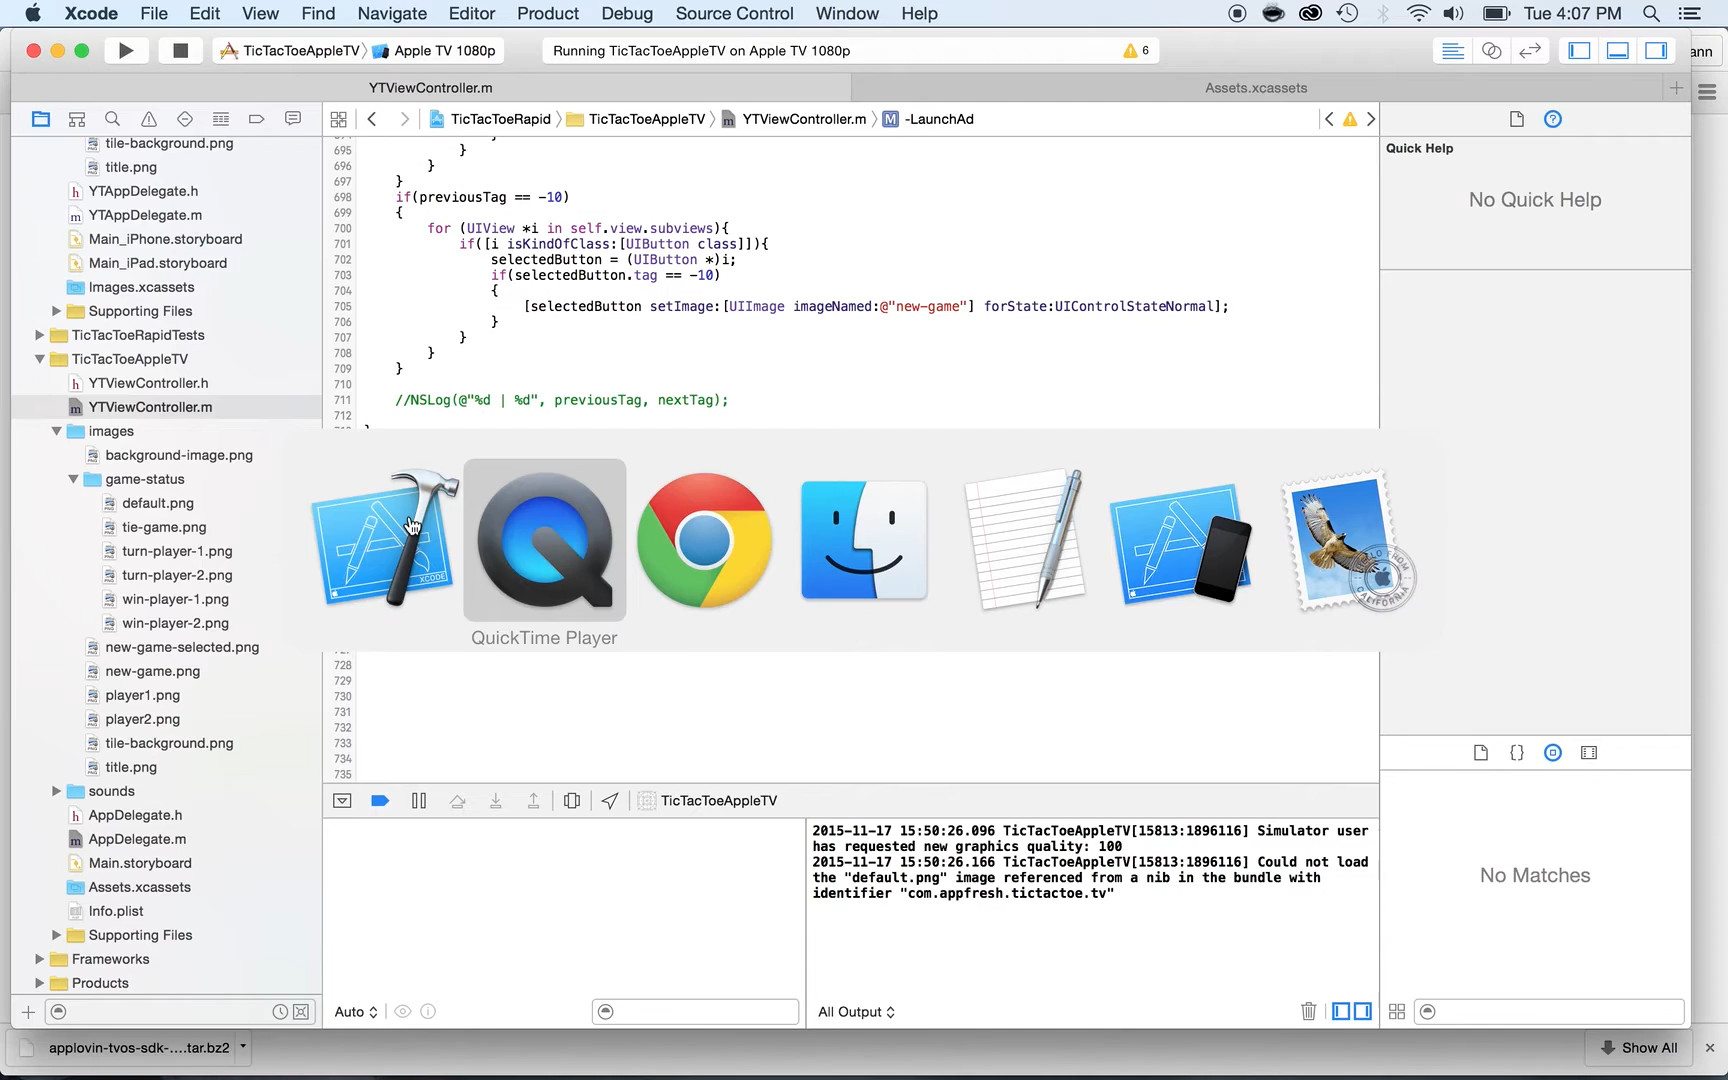 Xcode File Edit View Find Navigate Editor Product Debug Source Control Window Help Tue 4:07 PM
TicTacToeAppleTV Apple TV 1080p Running TicTacToeAppleTV on Apple TV 1080p 6
ann
YTViewController.m Assets.xcassets
TicTacToeRapid TicTacToeAppleTV YTViewController.m M -LaunchAd
tile-background.png
title.png
h YTAppDelegate.h
m YTAppDelegate.m
Main_iPhone.storyboard
Main_iPad.storyboard
Images.xcassets
Supporting Files
TicTacToeRapidTests
TicTacToeAppleTV
h YTViewController.h
m YTViewController.m
images
background-image.png
game-status
default.png
tie-game.png
turn-player-1.png
turn-player-2.png
win-player-1.png
win-player-2.png
new-game-selected.png
new-game.png
player1.png
player2.png
tile-background.png
title.png
sounds
h AppDelegate.h
m AppDelegate.m
Main.storyboard
Assets.xcassets
Info.plist
Supporting Files
Frameworks
Products
695 }
696 }
697 }
698 if(previousTag == -10)
699 {
700 for (UIView *i in self.view.subviews){
701 if([i isKindOfClass:[UIButton class]]){
702 selectedButton = (UIButton *)i;
703 if(selectedButton.tag == -10)
704 {
705 [selectedButton setImage:[UIImage imageNamed:@"new-game"] forState:UIControlStateNormal];
706 }
707 }
708 }
709 }
710
711 //NSLog(@"%d | %d", previousTag, nextTag);
712
XCODE
QuickTime Player
728
729
730
731
732
733
734
735
Quick Help
No Quick Help
TicTacToeAppleTV
2015-11-17 15:50:26.096 TicTacToeAppleTV[15813:1896116] Simulator user
has requested new graphics quality: 100
2015-11-17 15:50:26.166 TicTacToeAppleTV[15813:1896116] Could not load
the "default.png" image referenced from a nib in the bundle with
identifier "com.appfresh.tictactoe.tv"
No Matches
Auto All Output
applovin-tvos-sdk-....tar.bz2 Show All